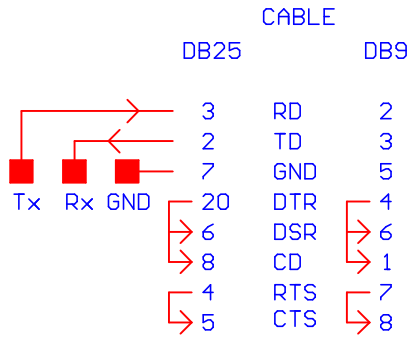 CABLE
DB25 DB9
3 RD 2
2 TD 3
7 GND 5
Tx Rx GND 20 DTR 4
6 DSR 6
8 CD 1
4 RTS 7
5 CTS 8